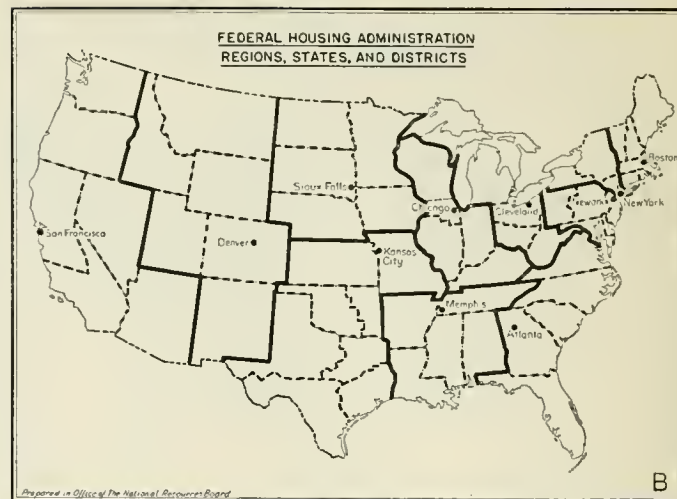 FEDERAL HOUSING ADMINISTRATION
REGIONS, STATES, AND DISTRICTS
Sioux Falls
Boston
Chicago
Cleveland
Newark
New York
San Francisco
Denver
Kansas
City
Memphis
Atlanta
Prepared in Office of The National Resources Board
B